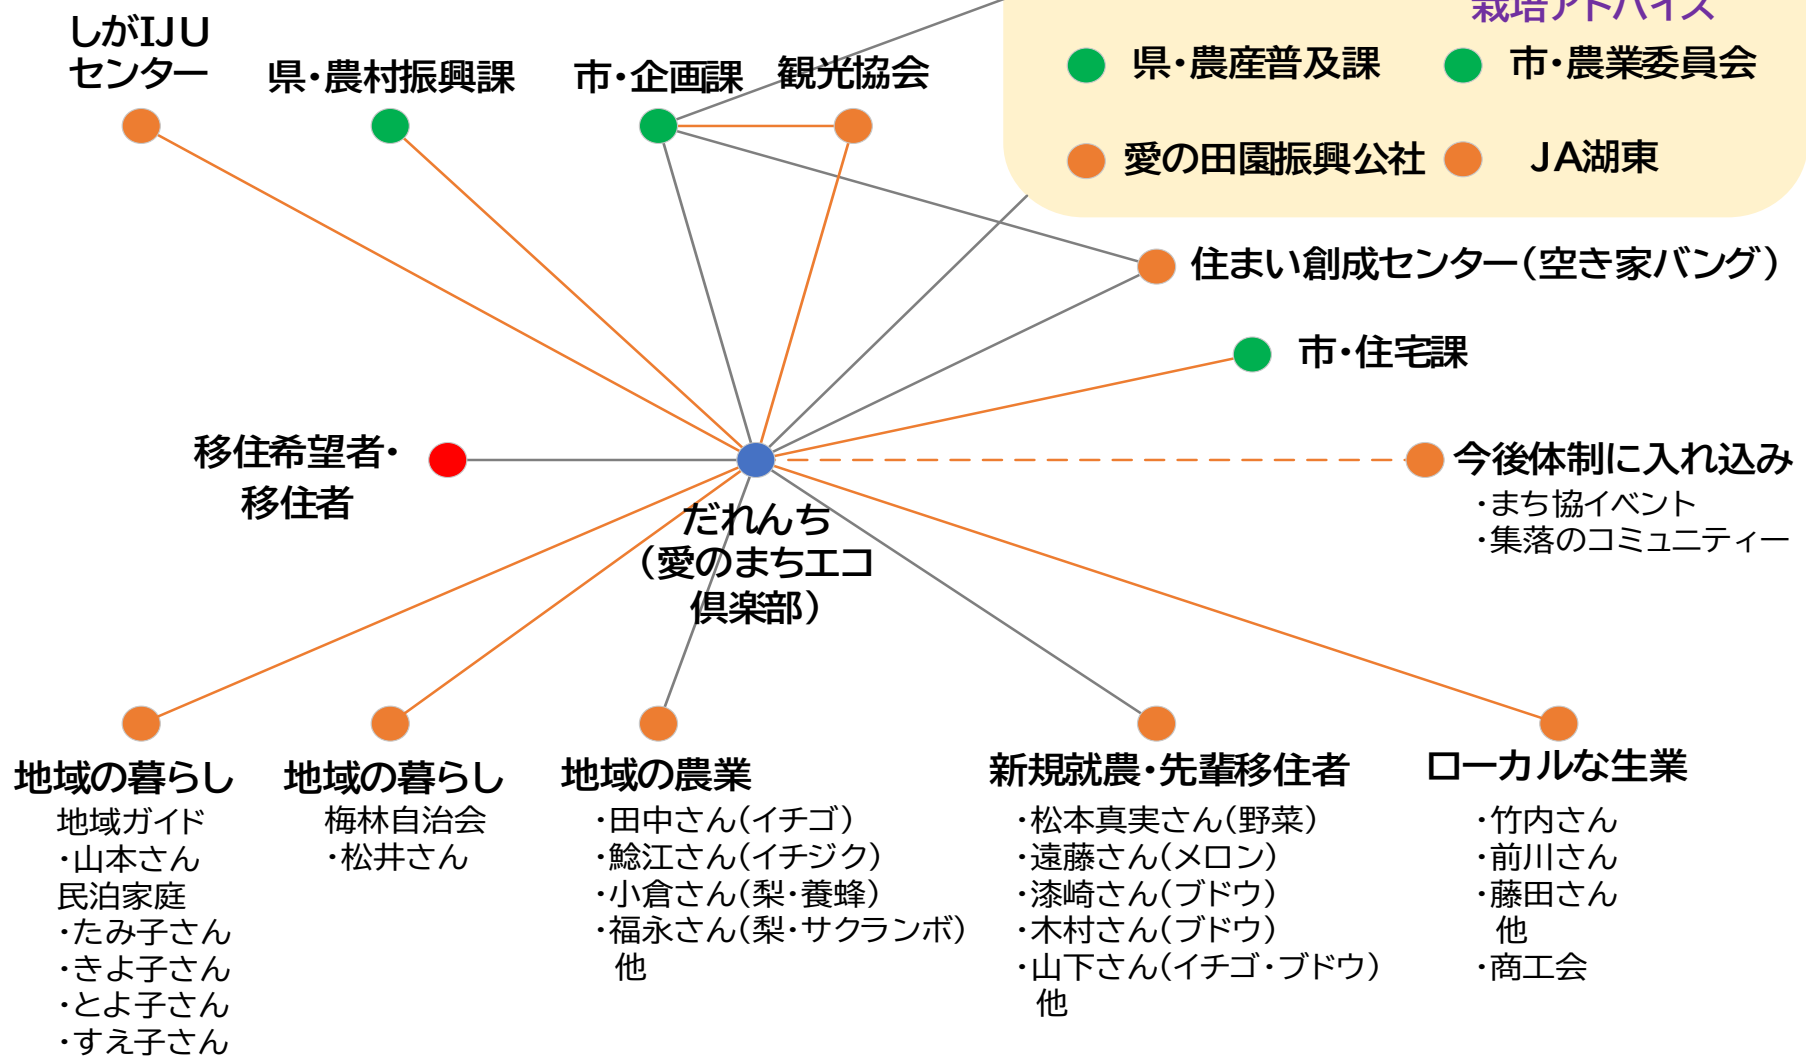 栽培アドバイス
県・農産普及課
市・農業委員会
愛の田園振興公社
JA湖東
しがIJU
センター
県・農村振興課
市・企画課
観光協会
住まい創成センター(空き家バング)
市・住宅課
移住希望者・
移住者
今後体制に入れ込み
・まち協イベント
・集落のコミュニティー
だれんち
(愛のまちエコ
倶楽部)
地域の暮らし
地域ガイド
・山本さん
民泊家庭
・たみ子さん
・きよ子さん
・とよ子さん
・すえ子さん
地域の暮らし
梅林自治会
・松井さん
地域の農業
・田中さん(イチゴ)
・鯰江さん(イチジク)
・小倉さん(梨・養蜂)
・福永さん(梨・サクランボ)
他
新規就農・先輩移住者
・松本真実さん(野菜)
・遠藤さん(メロン)
・漆崎さん(ブドウ)
・木村さん(ブドウ)
・山下さん(イチゴ・ブドウ)
他
ローカルな生業
・竹内さん
・前川さん
・藤田さん
他
・商工会